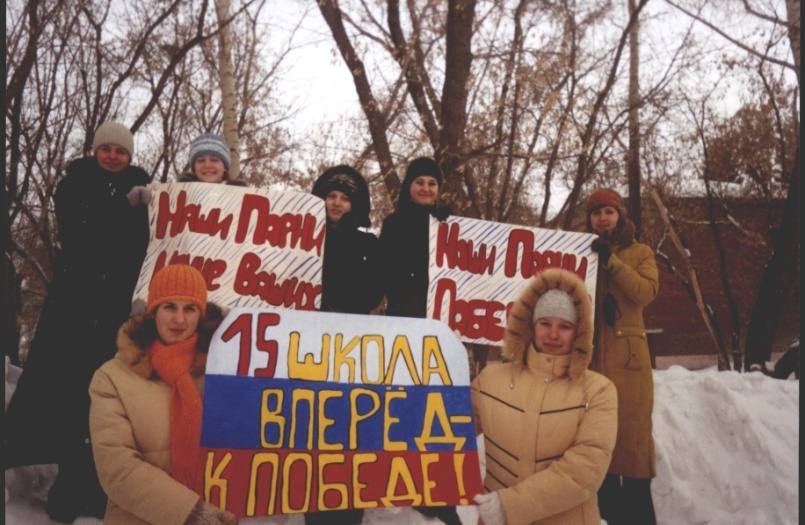 Наши Парни
Наши Парни
15 ШКОЛА
ВПЕРЁД-
К ПОБЕДЕ!